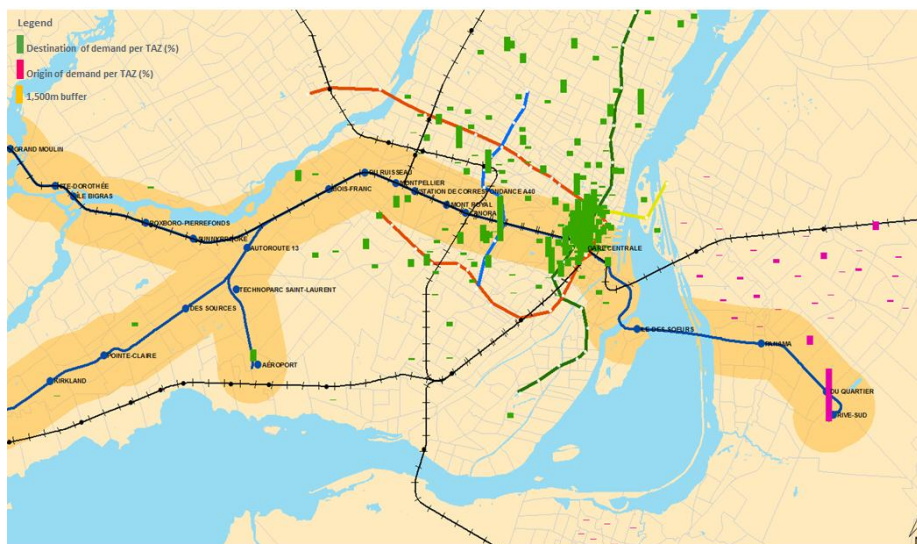 Legend
Destination of demand per TAZ (%)
Origin of demand per TAZ (%)
1,500m buffer
GRAND MOULIN
DU RUISSEAU
MONTPELLIER
BOIS-FRANC
STATION DE CORRESPONDANCE A40
STE-DOROTHÉE
ÎLE BIGRAS
MONT ROYAL
CANORA
ROXBORO-PIERREFONDS
AUTOROUTE 13
GARE CENTRALE
TECHNOPARC SAINT-LAURENT
DES SOURCES
ÎLE DES SOEURS
PANAMA
POINTE-CLAIRE
AÉROPORT
KIRKLAND
DU QUARTIER
RIVE-SUD